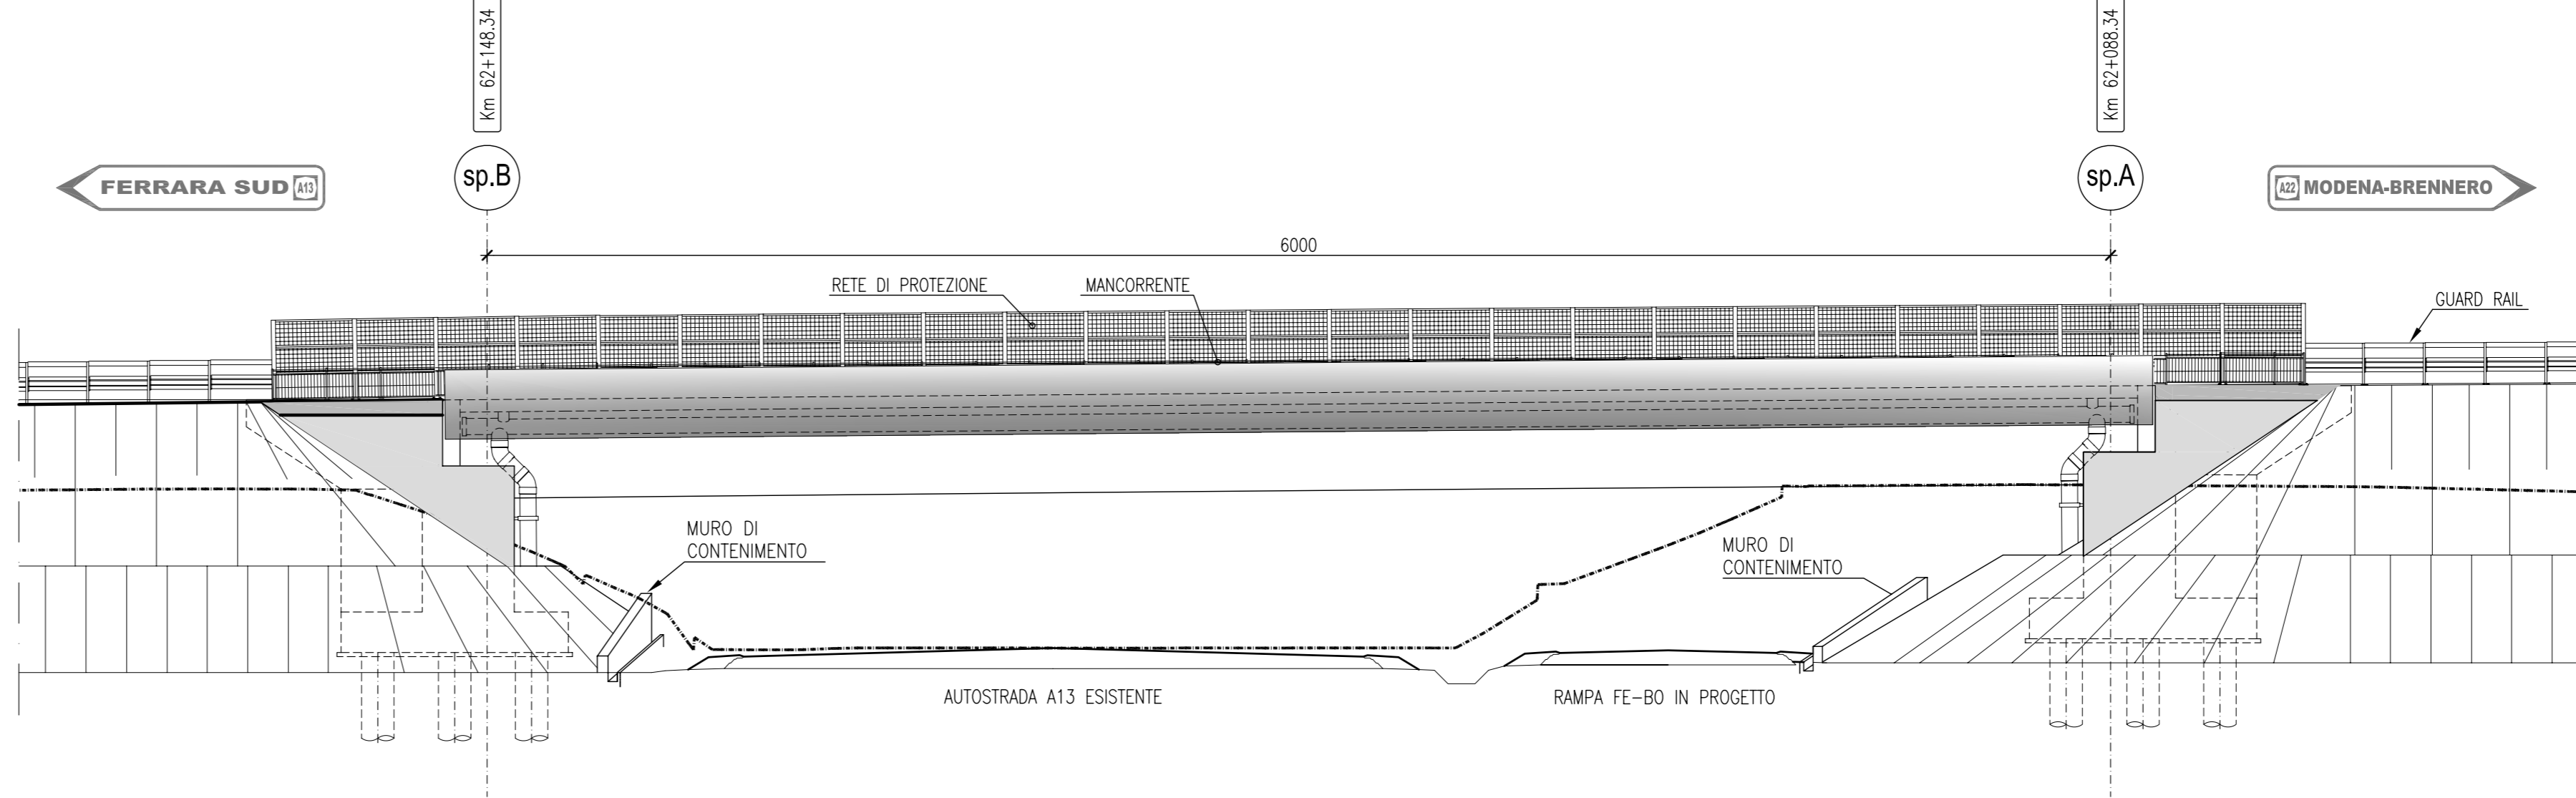 Km 62+148.34
Km 62+088.34
FERRARA SUD A13
sp.B
sp.A
A22 MODENA-BRENNERO
6000
RETE DI PROTEZIONE
MANCORRENTE
GUARD RAIL
MURO DI
CONTENIMENTO
MURO DI
CONTENIMENTO
AUTOSTRADA A13 ESISTENTE
RAMPA FE-BO IN PROGETTO